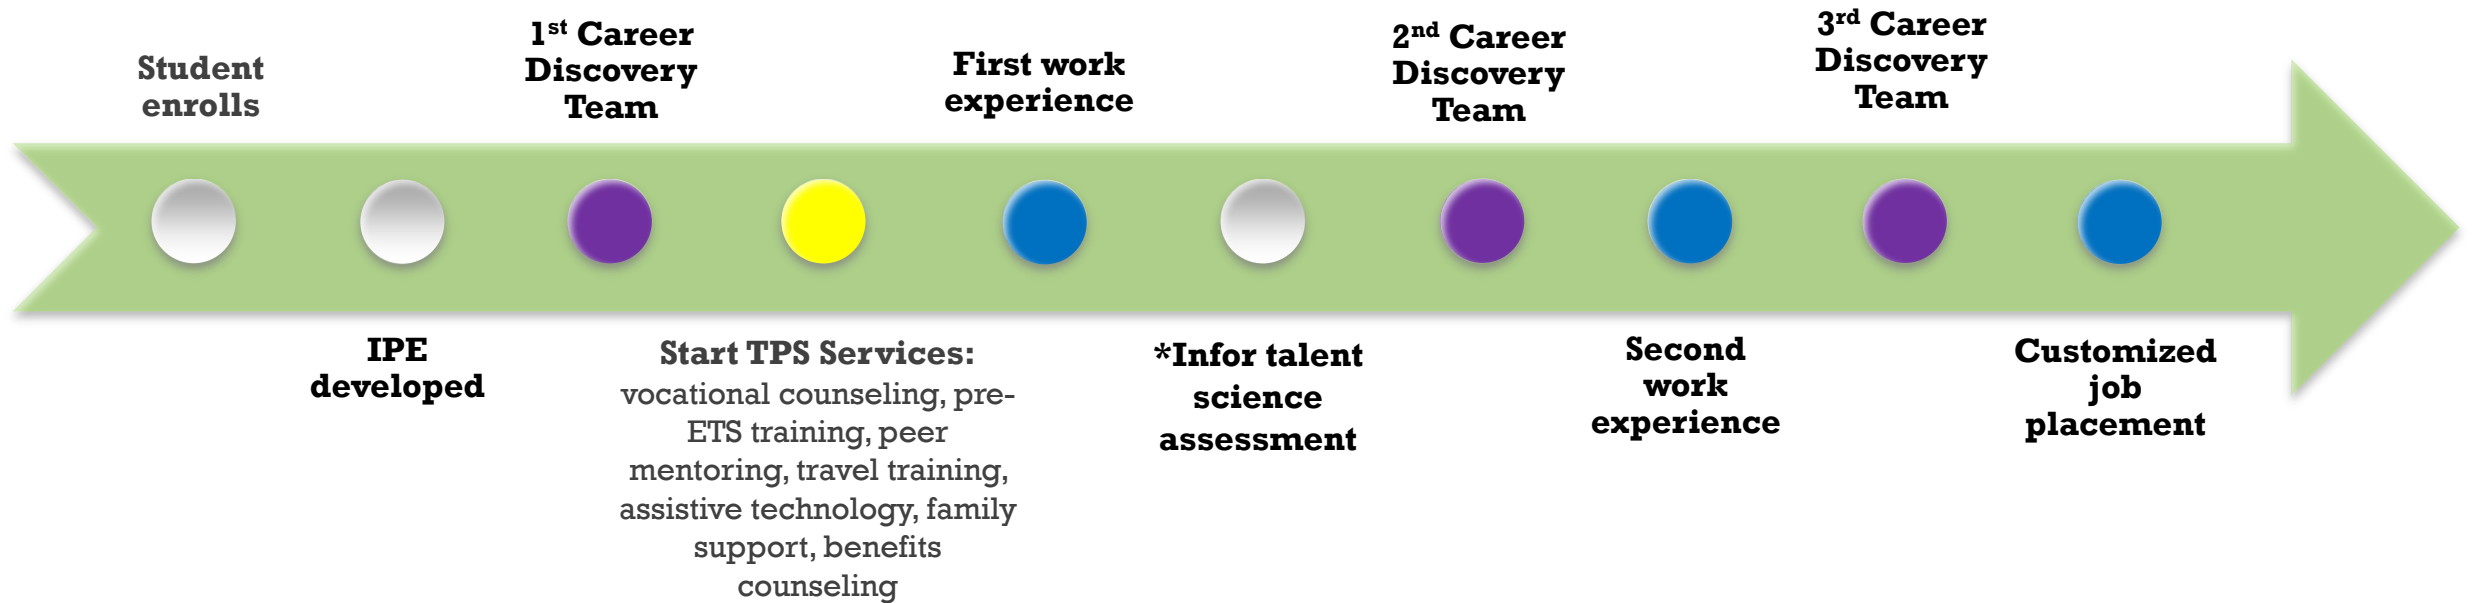 Student
enrolls
IPE
developed
1st Career
Discovery
Team
Start TPS Services:
vocational counseling, pre-
ETS training, peer
mentoring, travel training,
assistive technology, family
support, benefits
counseling
First work
experience
*Infor talent
science
assessment
2nd Career
Discovery
Team
Second
work
experience
3rd Career
Discovery
Team
Customized
job
placement